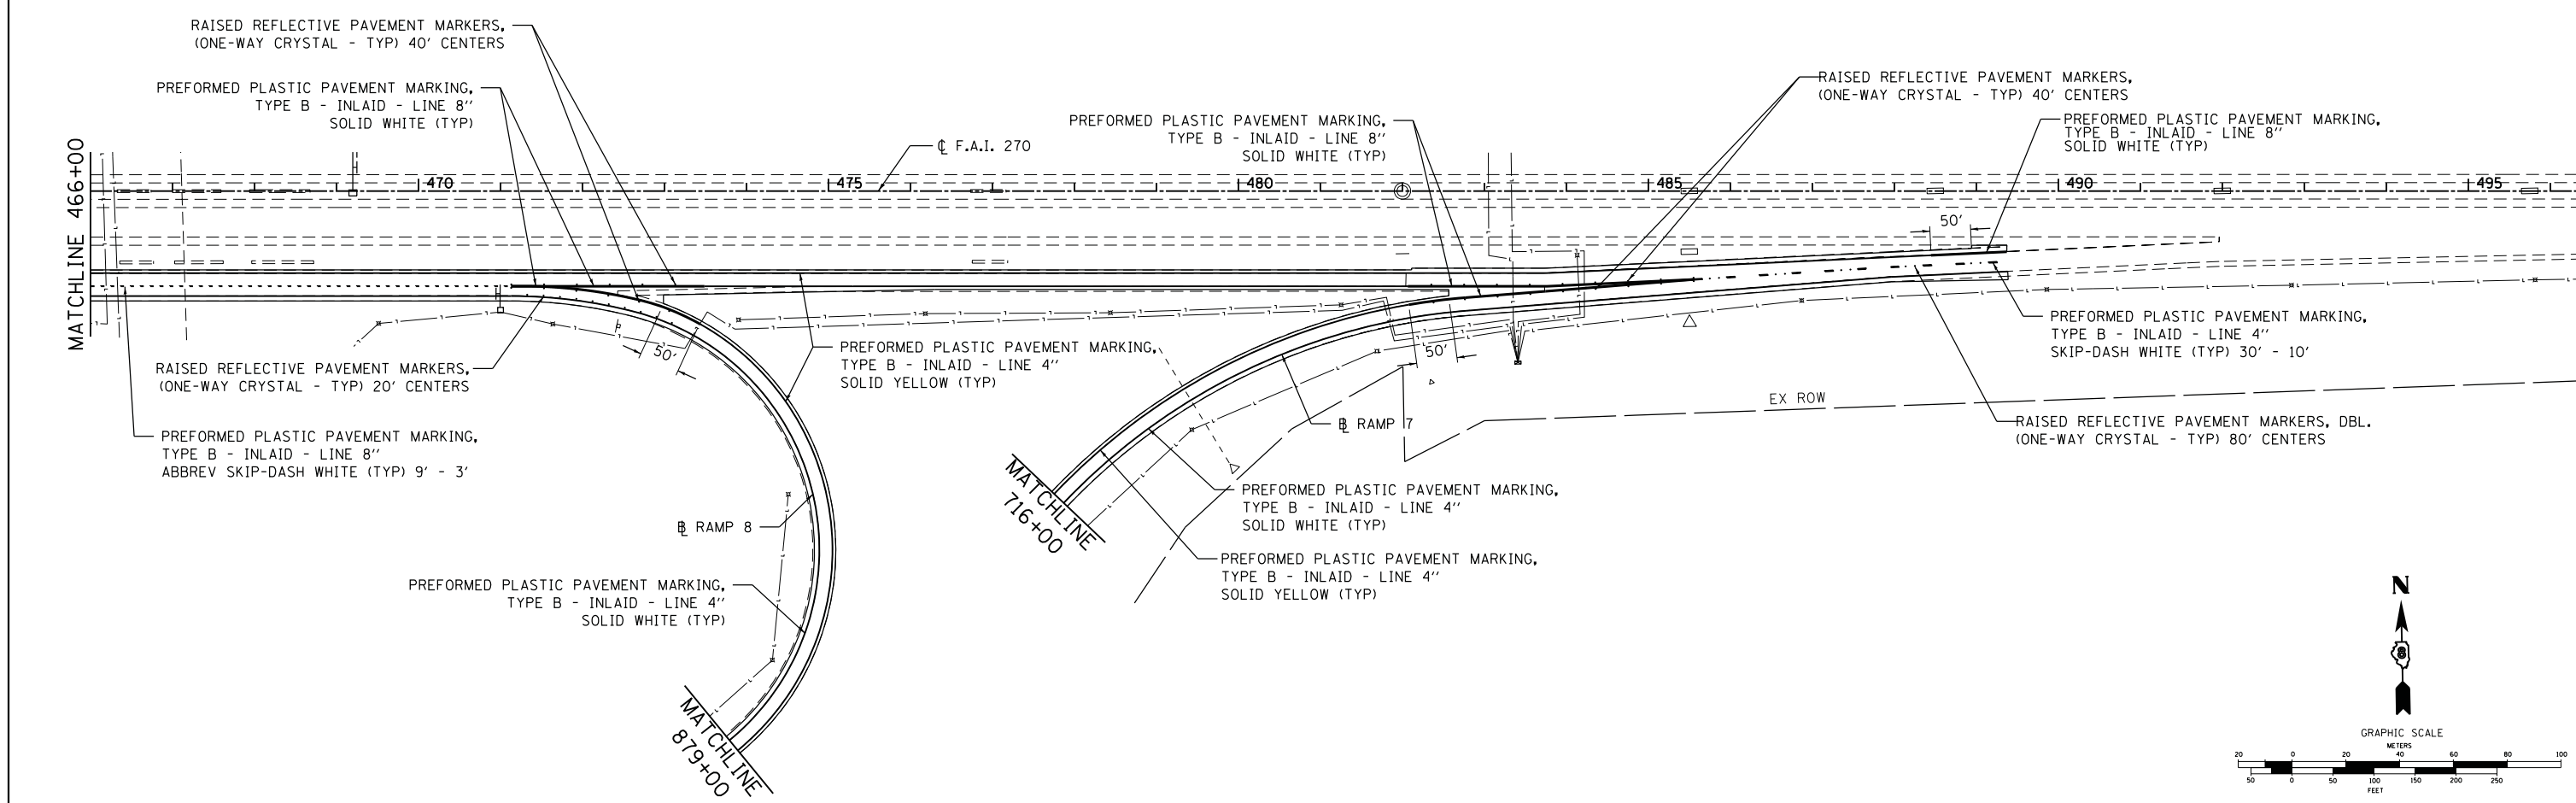 RAISED REFLECTIVE PAVEMENT MARKERS,
(ONE-WAY CRYSTAL - TYP) 40' CENTERS
PREFORMED PLASTIC PAVEMENT MARKING,
TYPE B - INLAID - LINE 8''
SOLID WHITE (TYP)
MATCHLINE 466+00
℄ F.A.I. 270
PREFORMED PLASTIC PAVEMENT MARKING,
TYPE B - INLAID - LINE 8''
SOLID WHITE (TYP)
RAISED REFLECTIVE PAVEMENT MARKERS,
(ONE-WAY CRYSTAL - TYP) 40' CENTERS
PREFORMED PLASTIC PAVEMENT MARKING,
TYPE B - INLAID - LINE 8''
SOLID WHITE (TYP)
470
475
480
485
490
495
50'
50'
50'
RAISED REFLECTIVE PAVEMENT MARKERS,
(ONE-WAY CRYSTAL - TYP) 20' CENTERS
PREFORMED PLASTIC PAVEMENT MARKING,
TYPE B - INLAID - LINE 8''
ABBREV SKIP-DASH WHITE (TYP) 9' - 3'
PREFORMED PLASTIC PAVEMENT MARKING,
TYPE B - INLAID - LINE 4''
SOLID YELLOW (TYP)
PREFORMED PLASTIC PAVEMENT MARKING,
TYPE B - INLAID - LINE 4''
SKIP-DASH WHITE (TYP) 30' - 10'
EX ROW
RAISED REFLECTIVE PAVEMENT MARKERS, DBL.
(ONE-WAY CRYSTAL - TYP) 80' CENTERS
BL RAMP 7
MATCHLINE
716+00
PREFORMED PLASTIC PAVEMENT MARKING,
TYPE B - INLAID - LINE 4''
SOLID WHITE (TYP)
BL RAMP 8
PREFORMED PLASTIC PAVEMENT MARKING,
TYPE B - INLAID - LINE 4''
SOLID YELLOW (TYP)
PREFORMED PLASTIC PAVEMENT MARKING,
TYPE B - INLAID - LINE 4''
SOLID WHITE (TYP)
MATCHLINE
879+00
N
8
GRAPHIC SCALE
METERS
20 0 20 40 60 80 100
50 0 50 100 150 200 250
FEET